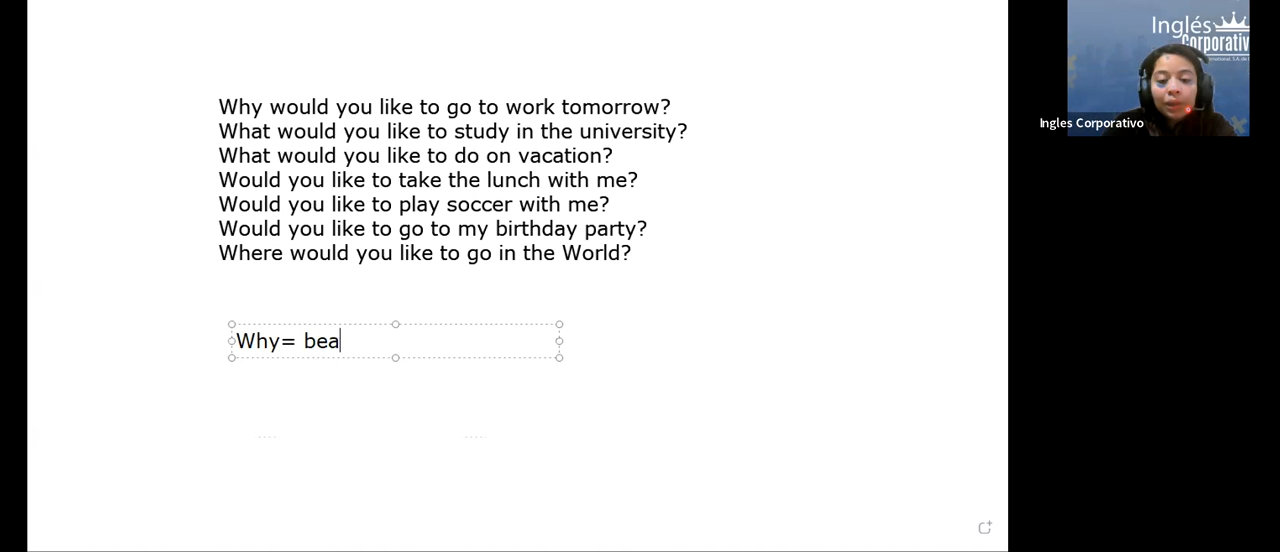 Why would you like to go to work tomorrow?
What would you like to study in the university?
What would you like to do on vacation?
Would you like to take the lunch with me?
Would you like to play soccer with me?
Would you like to go to my birthday party?
Where would you like to go in the World?
Why= bea
Inglés
Corporativ
Ingles Corporativo